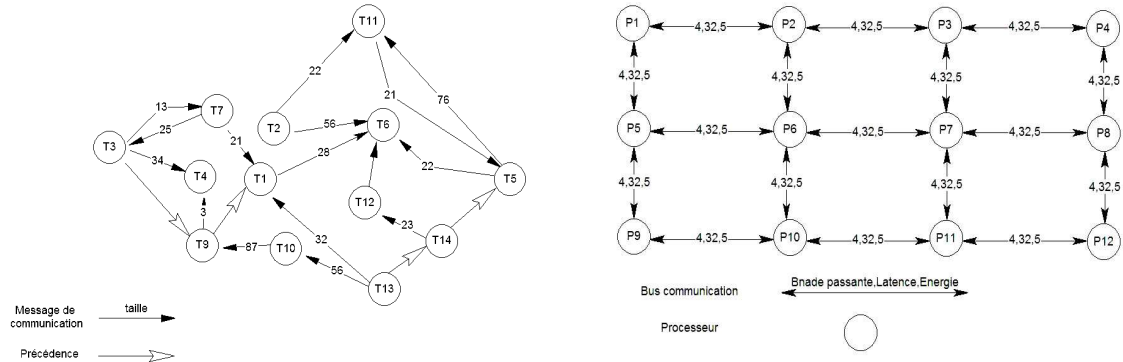 T11
22
21
76
13
T7
25
T3
T2
56
T6
21
28
34
T4
T1
22
T5
T12
3
23
T9
87
T10
32
T14
56
T13
Message de
communication
taille
Précédence
P1
4,32,5
P2
4,32,5
P3
4,32,5
P4
4,32,5
4,32,5
4,32,5
4,32,5
P5
4,32,5
P6
4,32,5
P7
4,32,5
P8
4,32,5
4,32,5
4,32,5
4,32,5
P9
4,32,5
P10
4,32,5
P11
4,32,5
P12
Bus communication
Bnade passante,Latence,Energie
Processeur